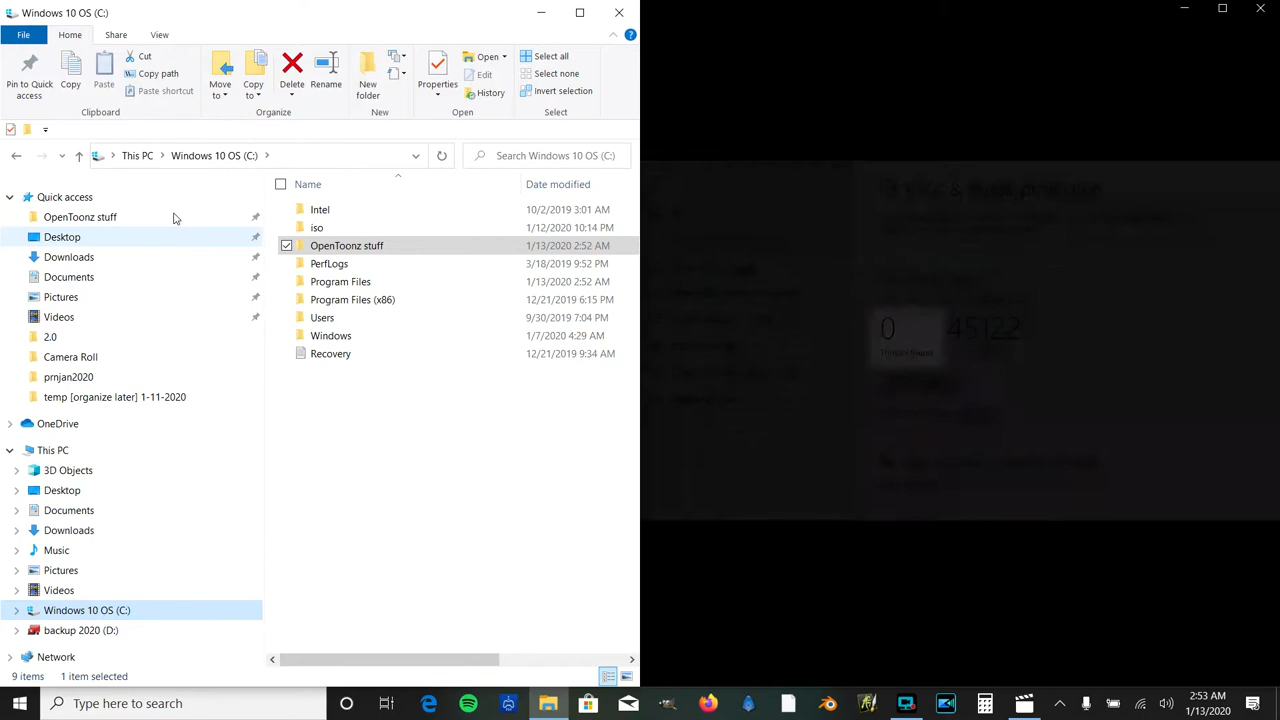 Windows 10 OS (C:)
File Home Share View
Pin to Quick access
Copy
Paste
Cut
Copy path
Paste shortcut
Clipboard
Move to
Copy to
Delete
Rename
Organize
New folder
New
Properties
Open
Edit
History
Open
Select all
Select none
Invert selection
Select
This PC > Windows 10 OS (C:) >
Search Windows 10 OS (C:)
Quick access
OpenToonz stuff
Desktop
Downloads
Documents
Pictures
Videos
2.0
Camera Roll
prnjan2020
temp [organize later] 1-11-2020
OneDrive
This PC
3D Objects
Desktop
Documents
Downloads
Music
Pictures
Videos
Windows 10 OS (C:)
backup 2020 (D:)
Network
Name Date modified
Intel 10/2/2019 3:01 AM
iso 1/12/2020 10:14 PM
OpenToonz stuff 1/13/2020 2:52 AM
PerfLogs 3/18/2019 9:52 PM
Program Files 1/13/2020 2:52 AM
Program Files (x86) 12/21/2019 6:15 PM
Users 9/30/2019 7:04 PM
Windows 1/7/2020 4:29 AM
Recovery 12/21/2019 9:34 AM
0 45122
Threats found
9 items 1 item selected
Type here to search
2:53 AM
1/13/2020